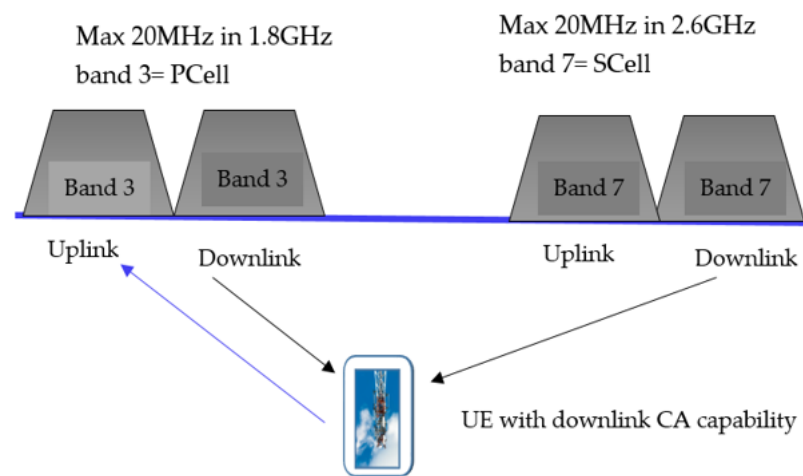 Max 20MHz in 1.8GHz
band 3= PCell
Max 20MHz in 2.6GHz
band 7= SCell
Band 3
Band 3
Band 7
Band 7
Uplink
Downlink
Uplink
Downlink
UE with downlink CA capability